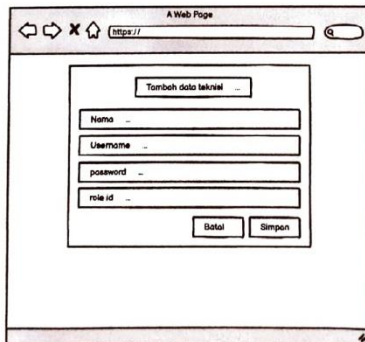 A Web Page
https://
Tambah data teknisi ...
Nama ...
Username ...
password ...
role id ...
Batal Simpan